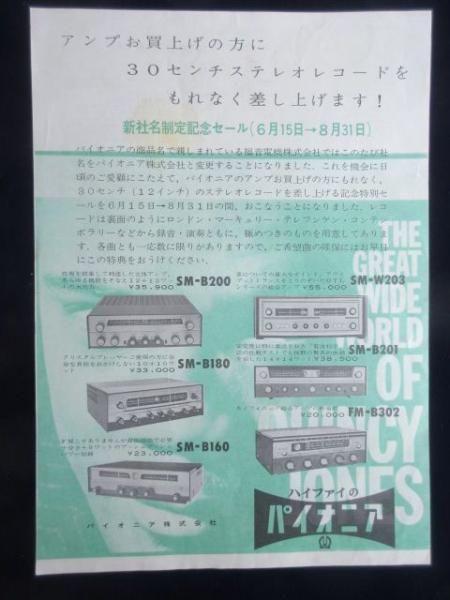 アンプお買上げの方に
30センチステレオレコードを
もれなく差し上げます!
新社名制定記念セール(6月15日→8月31日)
パイオニアの商品名で親しまれている福音電機株式会社ではこのたび社
名をパイオニア株式会社と変更することになりました。これを機会に日
頃のご愛顧にこたえて、パイオニアのアンプお買上げの方にもれなく、
30センチ(12インチ)のステレオレコードを差し上げる記念特別セ
ールを6月15日→8月31日の間、おこなうことになりました。レコ
ードは裏面のようにロンドン・マーキュリー・テレフンケン・コンテン
ポラリーなどから録音・演奏ともに、極めつきのものを用意してありま
す。各曲とも一応数に限りがありますので、ご希望曲の確保にはお早目
にこの特典をおうけください。
THE
GREAT
WIDE
WORLD
OF
QUINCY
JONES
SM-B200
¥35,900
SM-W203
¥55,000
SM-B180
¥33,000
SM-B201
¥38,500
SM-B160
¥23,000
FM-B302
¥20,000
ハイファイの
パイオニア
パイオニア株式会社